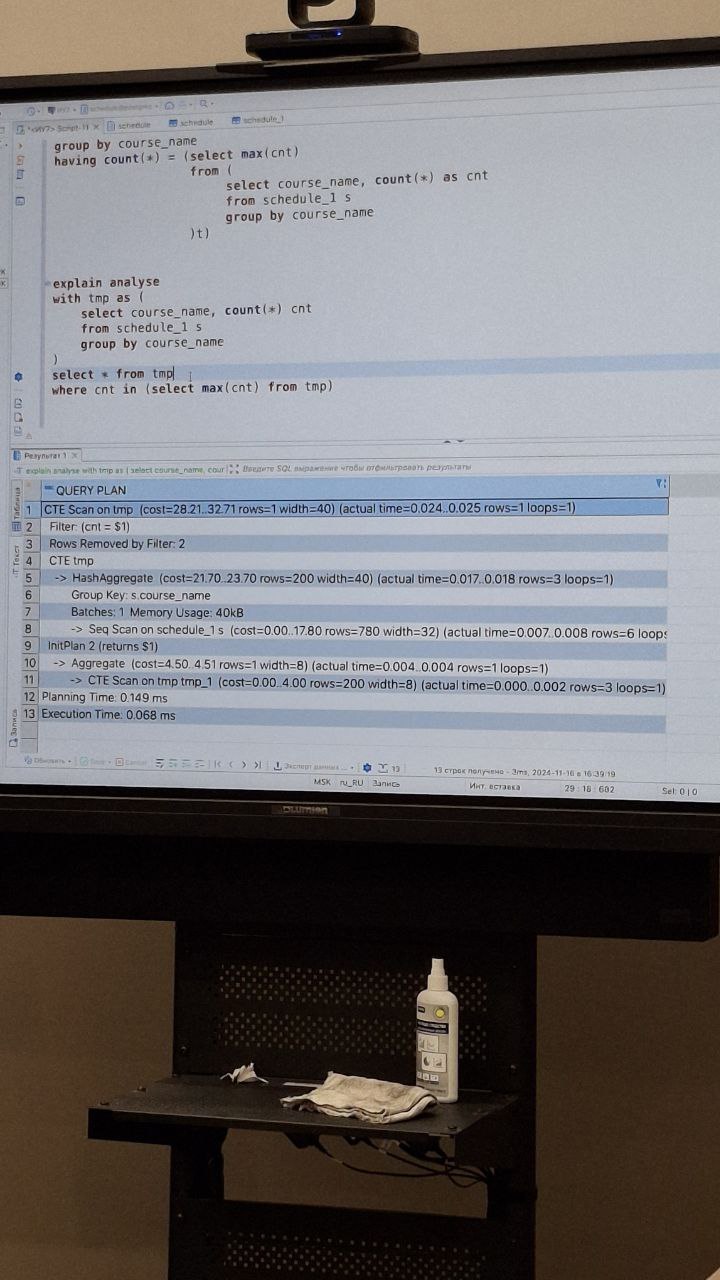 *<ИУ7> Script-11
schedule
schedule
schedule_1
group by course_name
having count(*) = (select max(cnt)
from (
select course_name, count(*) as cnt
from schedule_1 s
group by course_name
)t)
explain analyse
with tmp as (
select course_name, count(*) cnt
from schedule_1 s
group by course_name
)
select * from tmp
where cnt in (select max(cnt) from tmp)
Результат 1
explain analyse with tmp as ( select course_name, cour
Введите SQL выражение чтобы отфильтровать результаты
Таблица
Текст
Запись
QUERY PLAN
1 CTE Scan on tmp (cost=28.21..32.71 rows=1 width=40) (actual time=0.024..0.025 rows=1 loops=1)
2 Filter: (cnt = $1)
3 Rows Removed by Filter: 2
4 CTE tmp
5 -> HashAggregate (cost=21.70..23.70 rows=200 width=40) (actual time=0.017..0.018 rows=3 loops=1)
6 Group Key: s.course_name
7 Batches: 1 Memory Usage: 40kB
8 -> Seq Scan on schedule_1 s (cost=0.00..17.80 rows=780 width=32) (actual time=0.007..0.008 rows=6 loops
9 InitPlan 2 (returns $1)
10 -> Aggregate (cost=4.50..4.51 rows=1 width=8) (actual time=0.004..0.004 rows=1 loops=1)
11 -> CTE Scan on tmp tmp_1 (cost=0.00..4.00 rows=200 width=8) (actual time=0.000..0.002 rows=3 loops=1)
12 Planning Time: 0.149 ms
13 Execution Time: 0.068 ms
Обновить
Save
Cancel
Экспорт данных ...
13
13 строк получено - 3ms, 2024-11-16 в 16:39:19
MSK ru_RU Запись
Инт. вставка
29 : 18 : 602
Sel: 0 | 0
Lumien